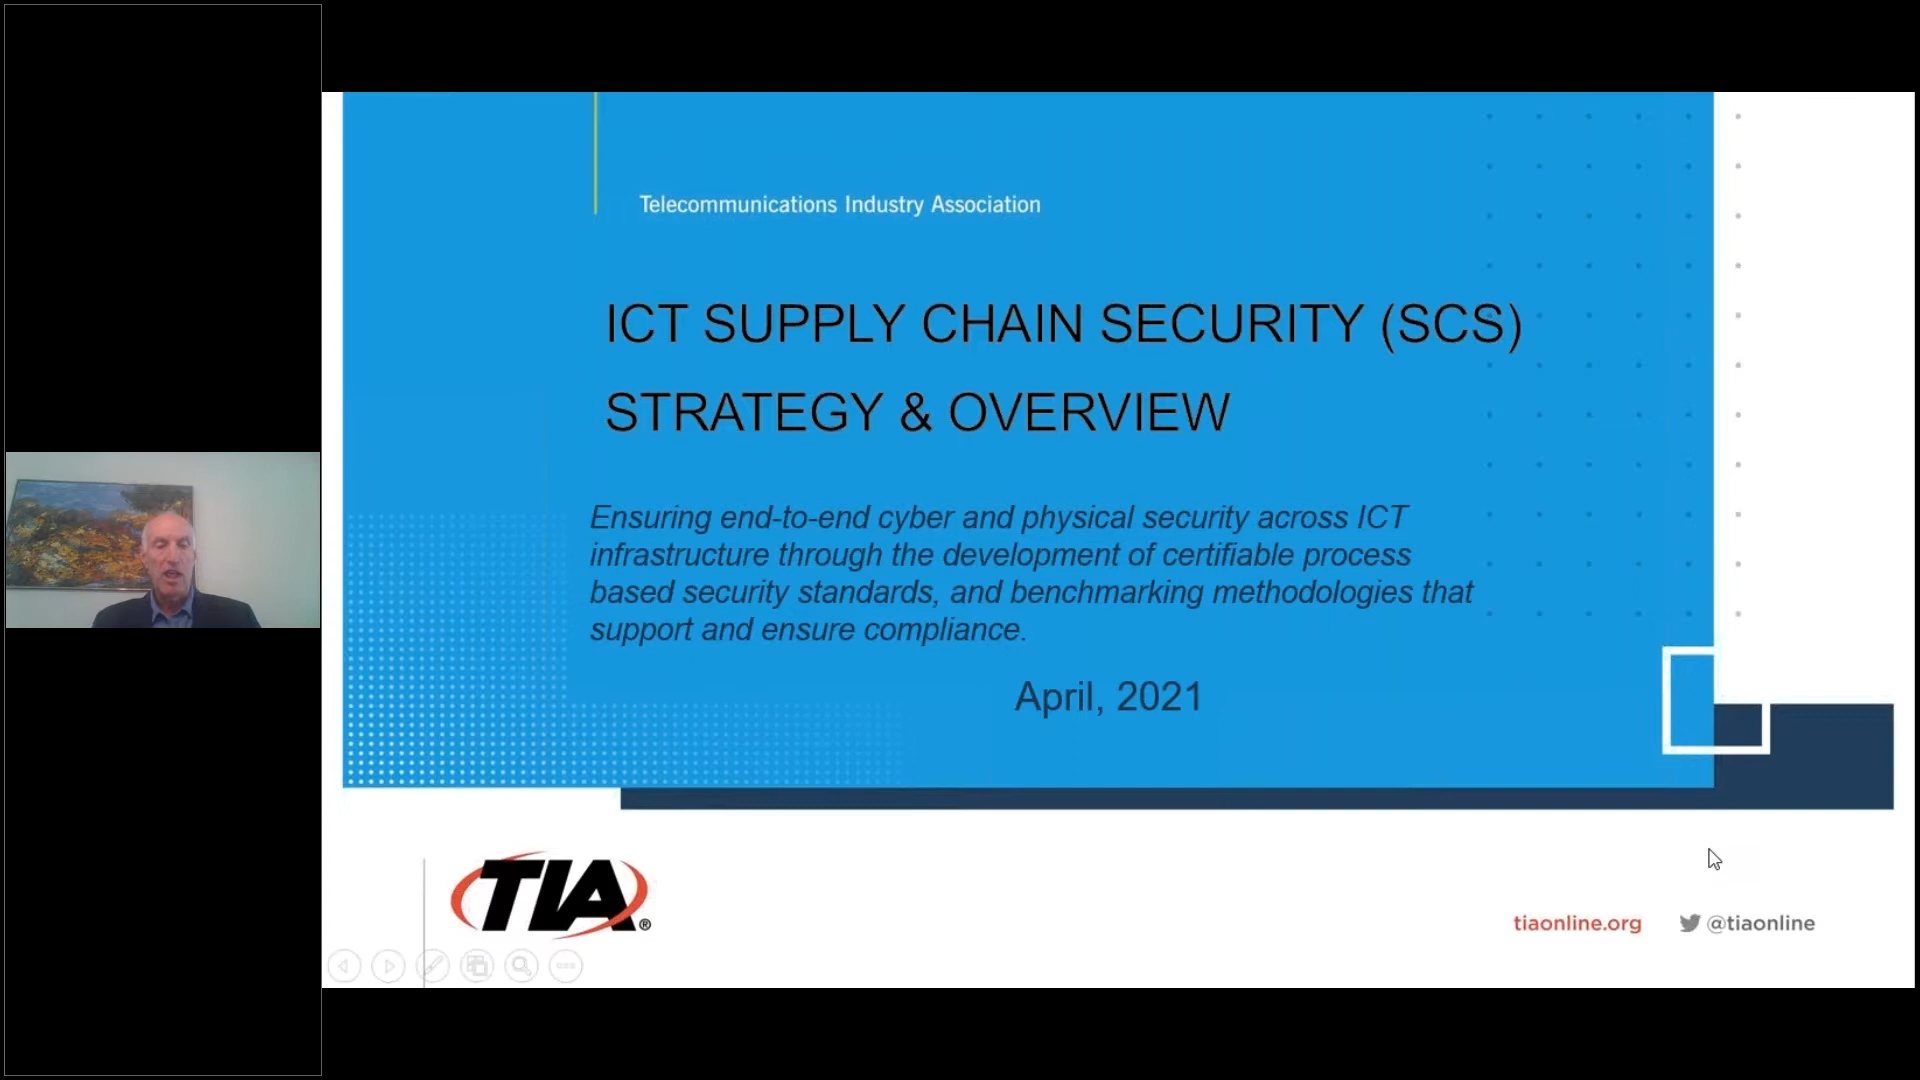 Telecommunications Industry Association
ICT SUPPLY CHAIN SECURITY (SCS)
STRATEGY & OVERVIEW
Ensuring end-to-end cyber and physical security across ICT
infrastructure through the development of certifiable process
based security standards, and benchmarking methodologies that
support and ensure compliance.
April, 2021
TIA®
tiaonline.org @tiaonline